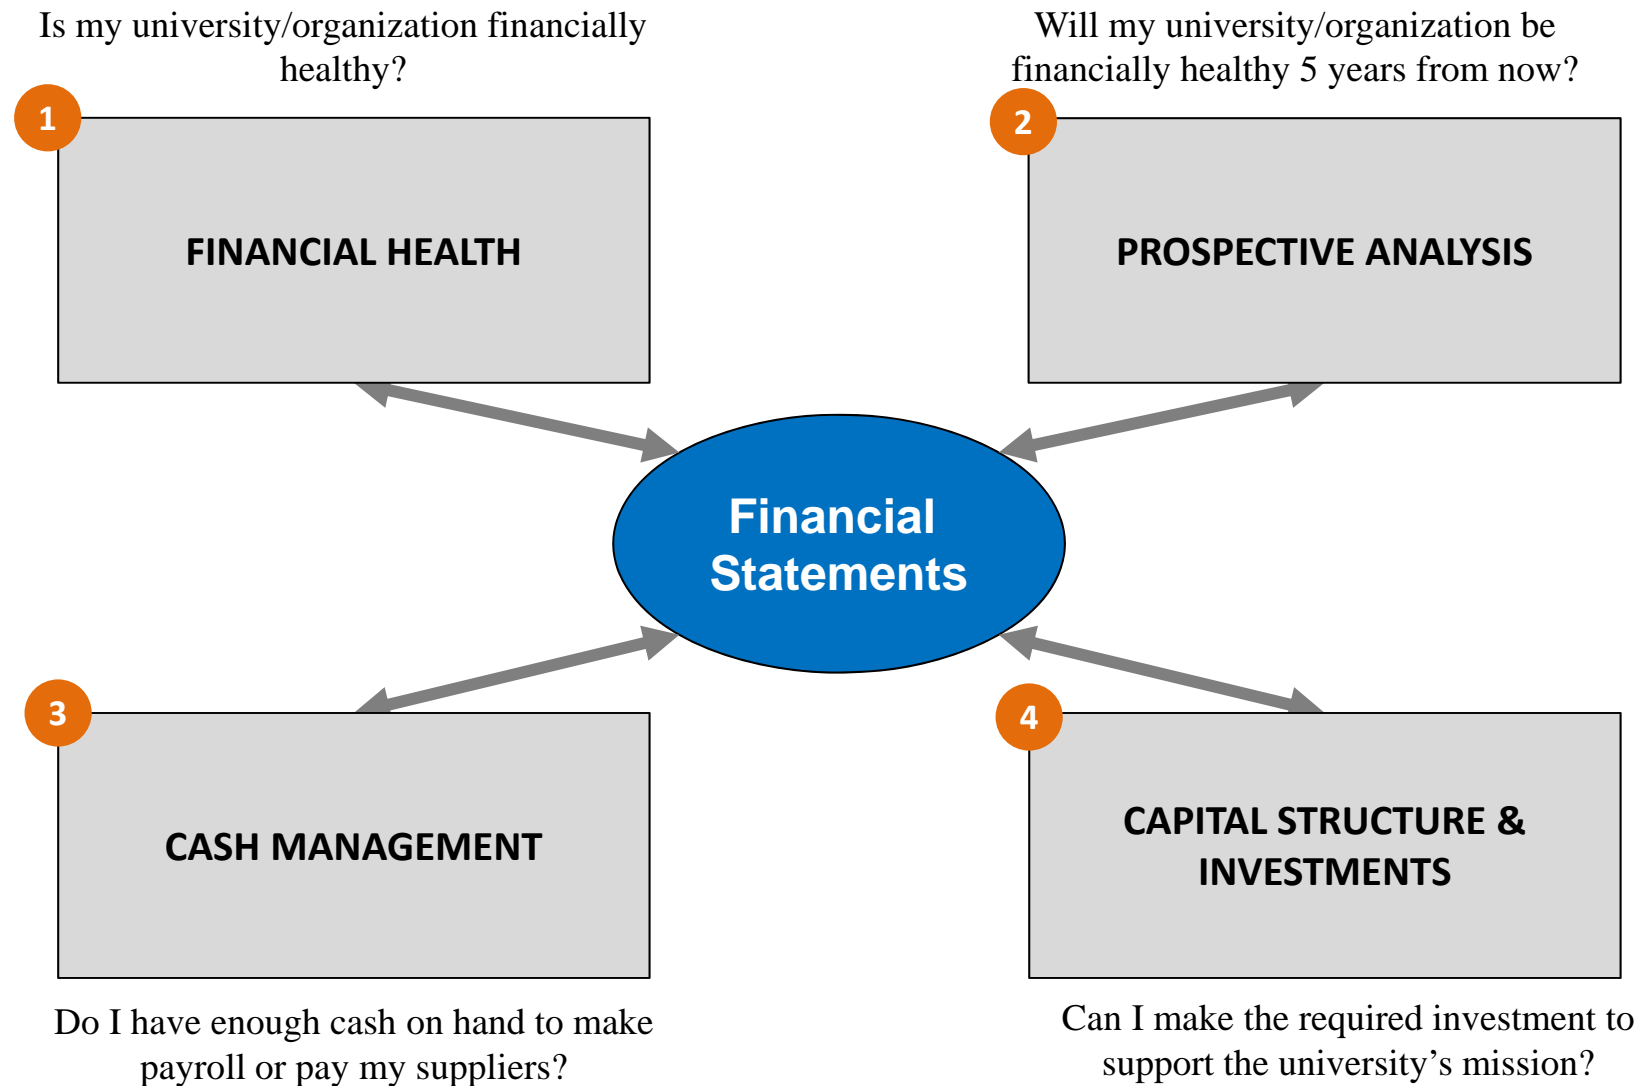 Is my university/organization financially
healthy?
Will my university/organization be
financially healthy 5 years from now?
1
FINANCIAL HEALTH
2
PROSPECTIVE ANALYSIS
Financial
Statements
3
CASH MANAGEMENT
4
CAPITAL STRUCTURE &
INVESTMENTS
Do I have enough cash on hand to make
payroll or pay my suppliers?
Can I make the required investment to
support the university’s mission?